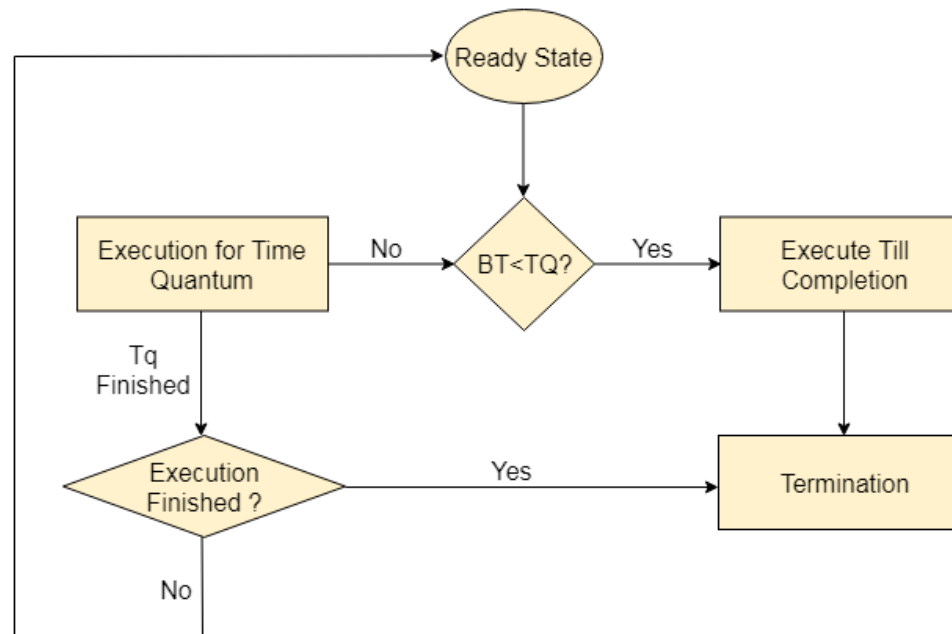 Ready State
Execution for Time
Quantum
No
BT<TQ?
Yes
Execute Till
Completion
Tq
Finished
Execution
Finished ?
Yes
Termination
No